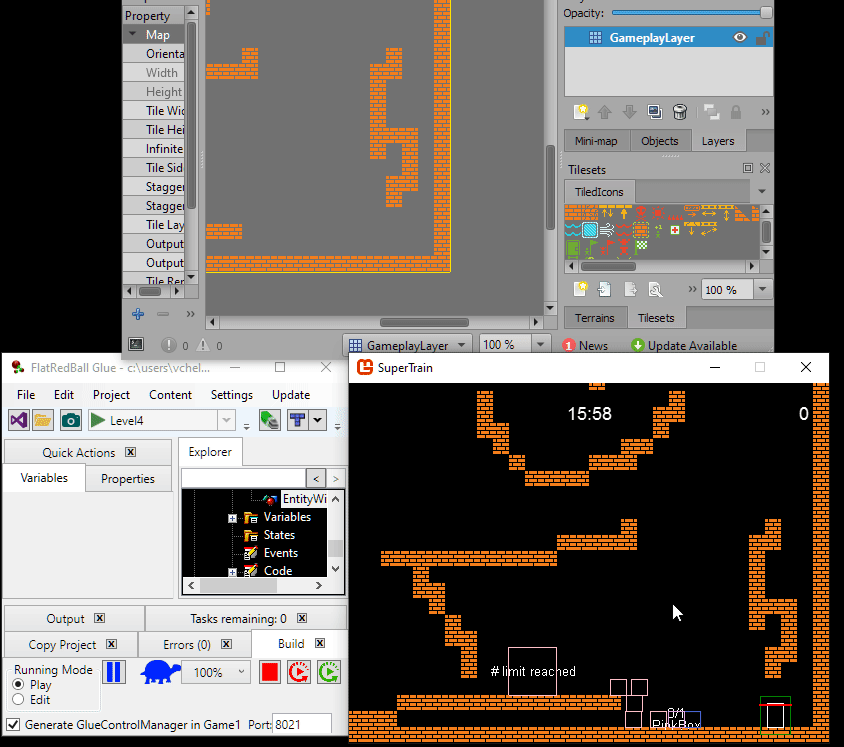 Property
Map
Orienta
Width
Height
Tile Wid
Tile Hei
Infinite
Tile Sid
Stagge
Stagge
Tile Lay
Output
Output
Tile Ren
0
0
GameplayLayer
100 %
Opacity:
GameplayLayer
Mini-map
Objects
Layers
Tilesets
TiledIcons
100 %
Terrains
Tilesets
1 News
Update Available
FlatRedBall Glue - c:\users\vchel...
File Edit Project Content Settings Update
Level4
Quick Actions
Variables
Properties
Explorer
EntityWi
Variables
States
Events
Code
Output
Tasks remaining: 0
Copy Project
Errors (0)
Build
Running Mode
Play
Edit
100%
Generate GlueControlManager in Game1 Port: 8021
SuperTrain
15:58
0
# limit reached
0/1
PinkBox